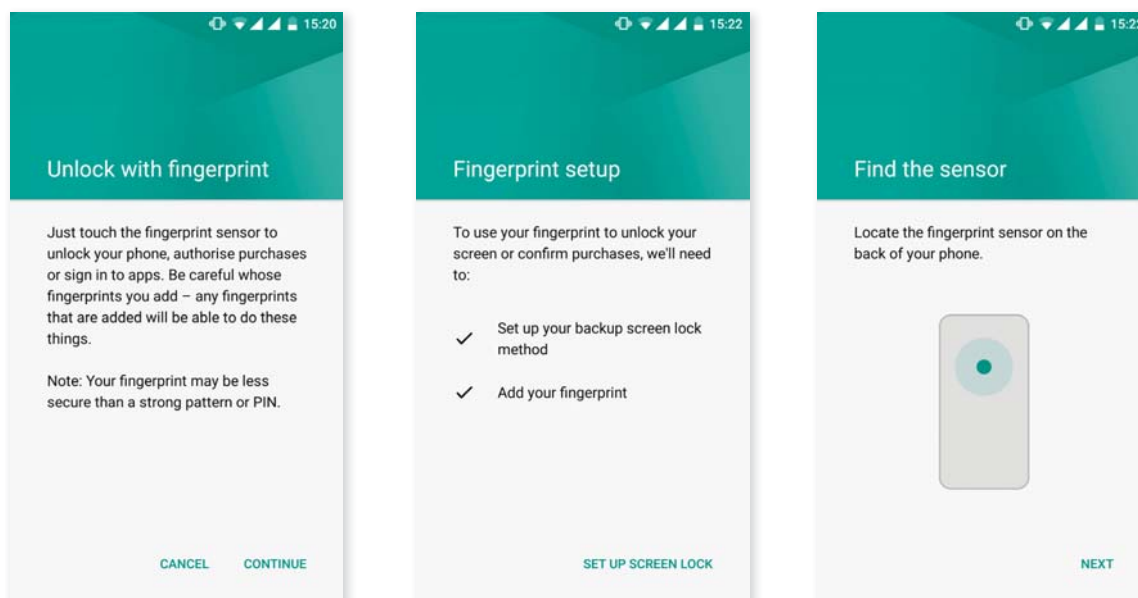 15:20
Unlock with fingerprint
Just touch the fingerprint sensor to
unlock your phone, authorise purchases
or sign in to apps. Be careful whose
fingerprints you add – any fingerprints
that are added will be able to do these
things.
Note: Your fingerprint may be less
secure than a strong pattern or PIN.
CANCEL CONTINUE
15:22
Fingerprint setup
To use your fingerprint to unlock your
screen or confirm purchases, we'll need
to:
Set up your backup screen lock
method
Add your fingerprint
SET UP SCREEN LOCK
15:22
Find the sensor
Locate the fingerprint sensor on the
back of your phone.
NEXT